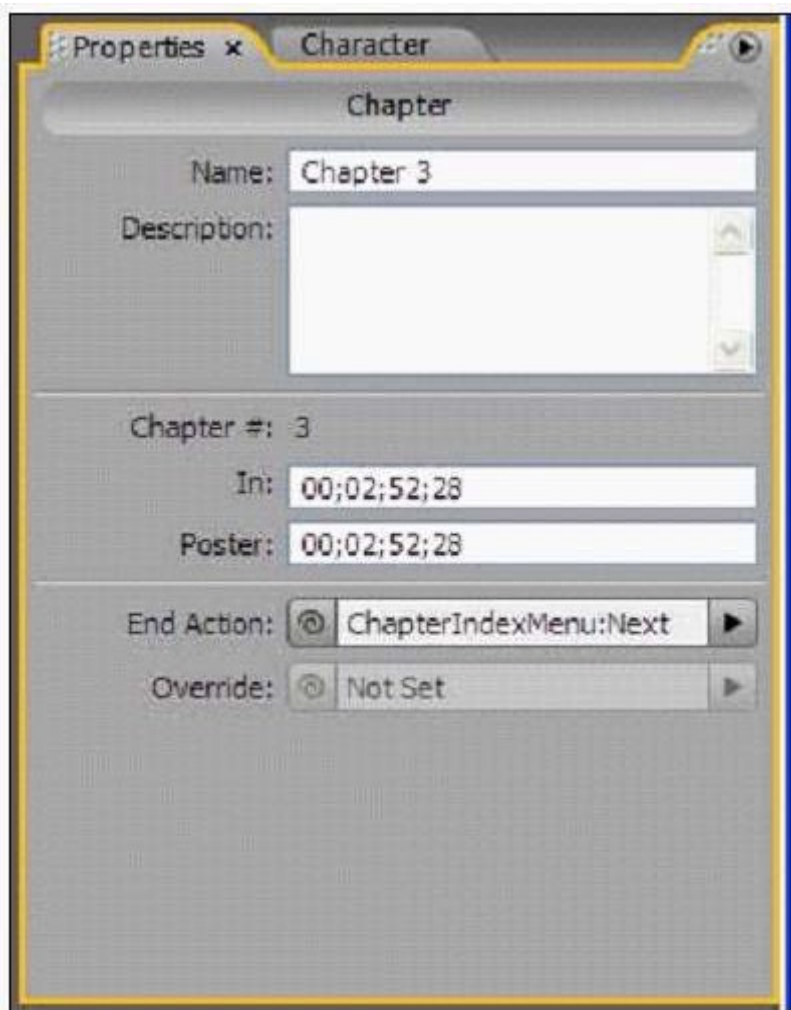 Properties x Character
Chapter
Name: Chapter 3
Description:
Chapter #: 3
In: 00;02;52;28
Poster: 00;02;52;28
End Action: ChapterIndexMenu:Next
Override: Not Set